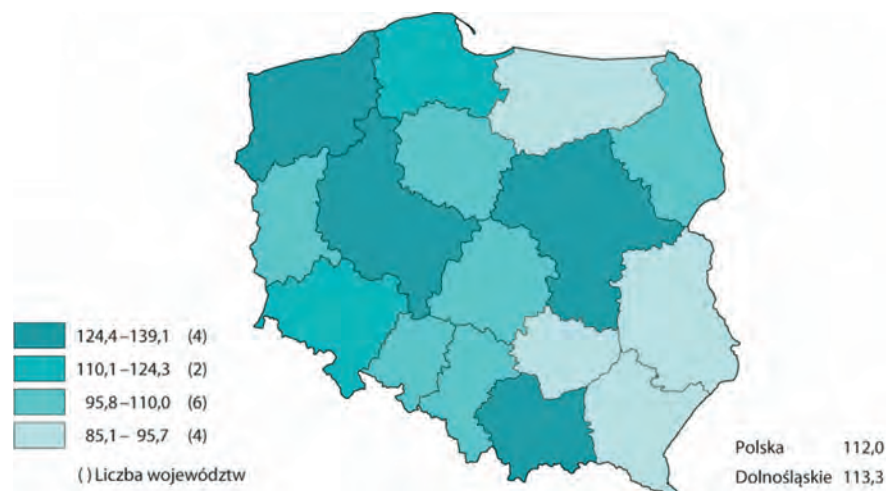 124,4–139,1 (4)
110,1–124,3 (2)
95,8–110,0 (6)
85,1– 95,7 (4)
( ) Liczba województw
Polska 112,0
Dolnośląskie 113,3